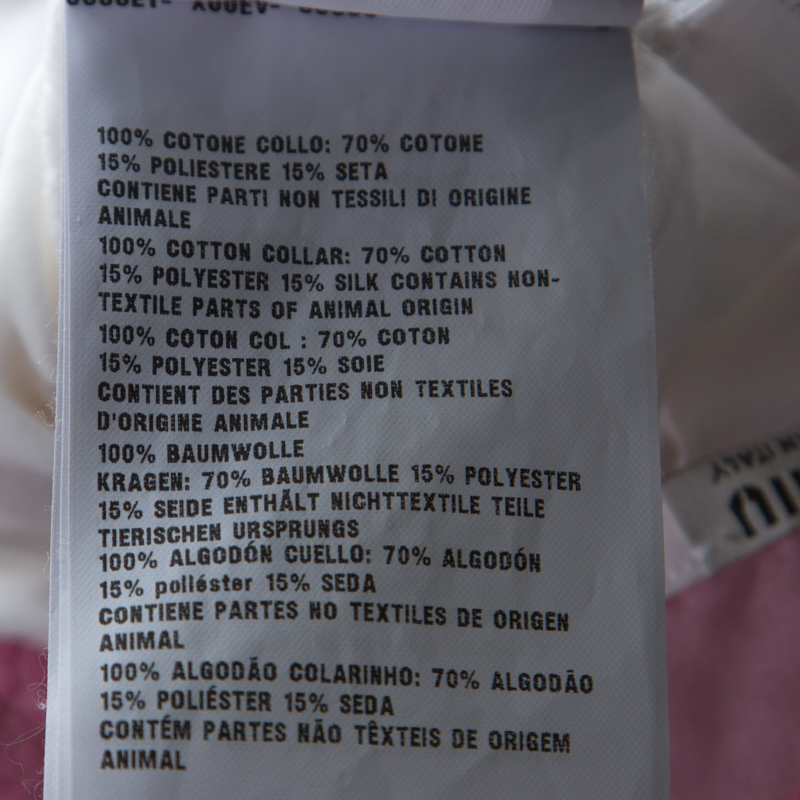 100% COTONE COLLO: 70% COTONE
15% POLIESTERE 15% SETA
CONTIENE PARTI NON TESSILI DI ORIGINE
ANIMALE
100% COTTON COLLAR: 70% COTTON
15% POLYESTER 15% SILK CONTAINS NON-
TEXTILE PARTS OF ANIMAL ORIGIN
100% COTON COL : 70% COTON
15% POLYESTER 15% SOIE
CONTIENT DES PARTIES NON TEXTILES
D'ORIGINE ANIMALE
100% BAUMWOLLE
KRAGEN: 70% BAUMWOLLE 15% POLYESTER
15% SEIDE ENTHÄLT NICHTTEXTILE TEILE
TIERISCHEN URSPRUNGS
100% ALGODÓN CUELLO: 70% ALGODÓN
15% poliéster 15% SEDA
CONTIENE PARTES NO TEXTILES DE ORIGEN
ANIMAL
100% ALGODÃO COLARINHO: 70% ALGODÃO
15% POLIÉSTER 15% SEDA
CONTÉM PARTES NÃO TÊXTEIS DE ORIGEM
ANIMAL
IN ITALY